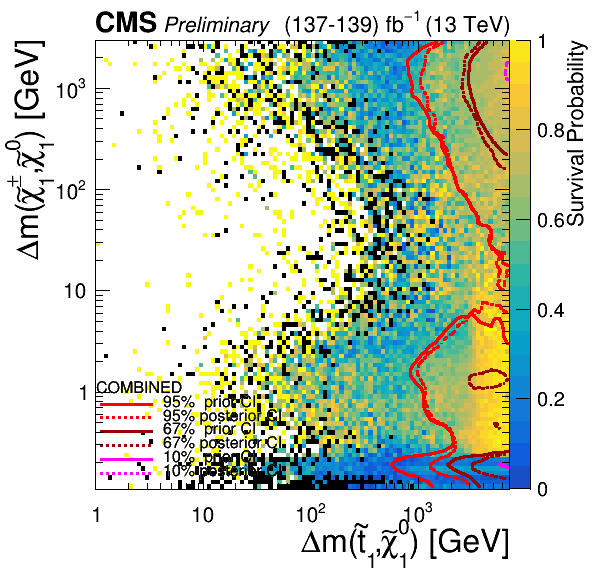 CMS Preliminary (137-139) fb⁻¹ (13 TeV)
Δm(χ̃₁±,χ̃₁⁰) [GeV]
10³
10²
10
1
COMBINED
95% prior CI
95% posterior CI
67% prior CI
67% posterior CI
10% prior CI
10% posterior CI
1
10
10²
10³
Δm(t̃₁,χ̃₁⁰) [GeV]
1
0.8
0.6
0.4
0.2
0
Survival Probability